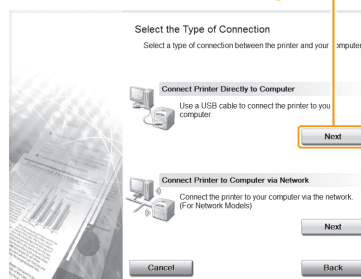 Select the Type of Connection
Select a type of connection between the printer and your computer
Connect Printer Directly to Computer
Use a USB cable to connect the printer to your
computer.
Next
Connect Printer to Computer via Network
Connect the printer to your computer via the network.
(For Network Models)
Next
Cancel
Back